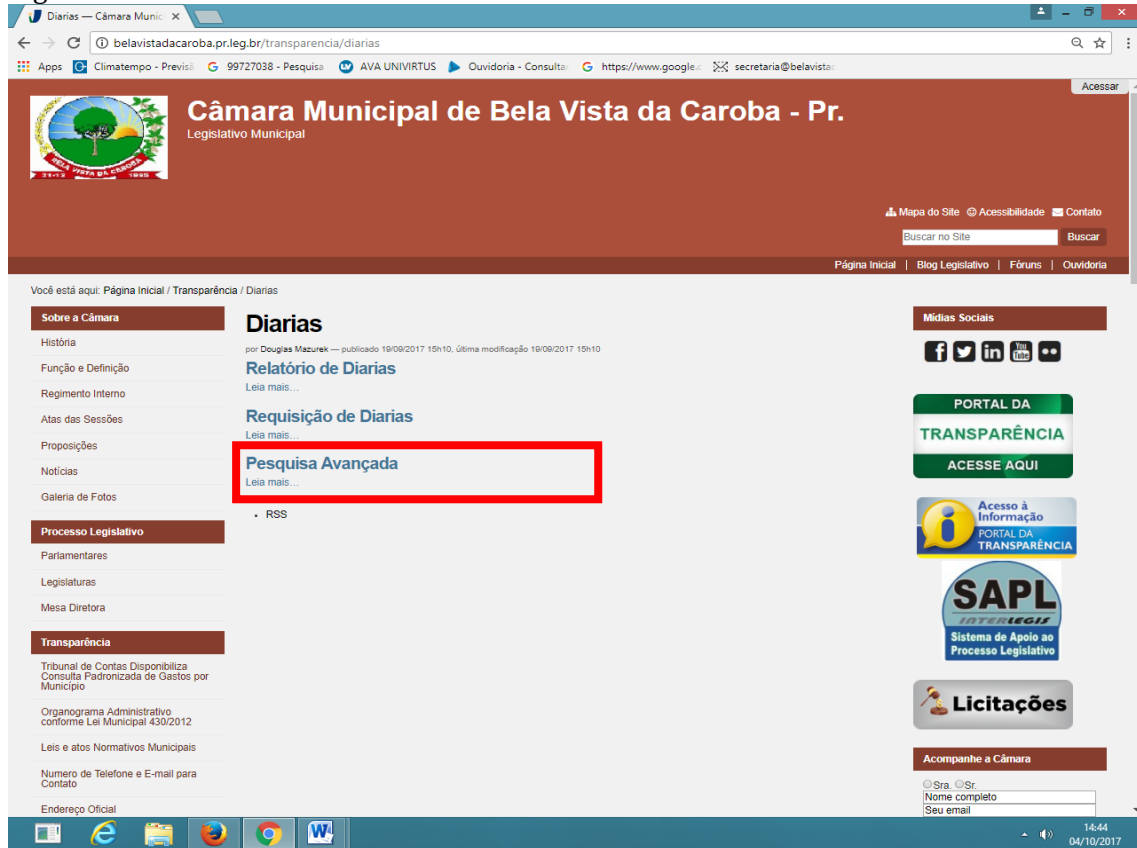 Diarias — Câmara Munic
belavistadacaroba.pr.leg.br/transparencia/diarias
Apps Climatempo - Previsã 99727038 - Pesquisa AVA UNIVIRTUS Ouvidoria - Consulta https://www.google.c secretaria@belavistac
Acessar
Câmara Municipal de Bela Vista da Caroba - Pr.
Legislativo Municipal
BELA VISTA DA CAROBA
31-12 1995
Mapa do Site Acessibilidade Contato
Buscar no Site Buscar
Página Inicial | Blog Legislativo | Fóruns | Ouvidoria
Você está aqui: Página Inicial / Transparência / Diarias
Sobre a Câmara
História
Função e Definição
Regimento Interno
Atas das Sessões
Proposições
Notícias
Galeria de Fotos
Processo Legislativo
Parlamentares
Legislaturas
Mesa Diretora
Transparência
Tribunal de Contas Disponibiliza
Consulta Padronizada de Gastos por
Município
Organograma Administrativo
conforme Lei Municipal 430/2012
Leis e atos Normativos Municipais
Numero de Telefone e E-mail para
Contato
Endereço Oficial
Diarias
por Douglas Mazurek — publicado 19/09/2017 15h10, última modificação 19/09/2017 15h10
Relatório de Diarias
Leia mais…
Requisição de Diarias
Leia mais…
Pesquisa Avançada
Leia mais…
RSS
Mídias Sociais
You
Tube
PORTAL DA
TRANSPARÊNCIA
ACESSE AQUI
Acesso à
Informação
PORTAL DA
TRANSPARÊNCIA
SAPL
INTERLEGIS
Sistema de Apoio ao
Processo Legislativo
Licitações
Acompanhe a Câmara
Sra. Sr.
Nome completo
Seu email
14:44
04/10/2017